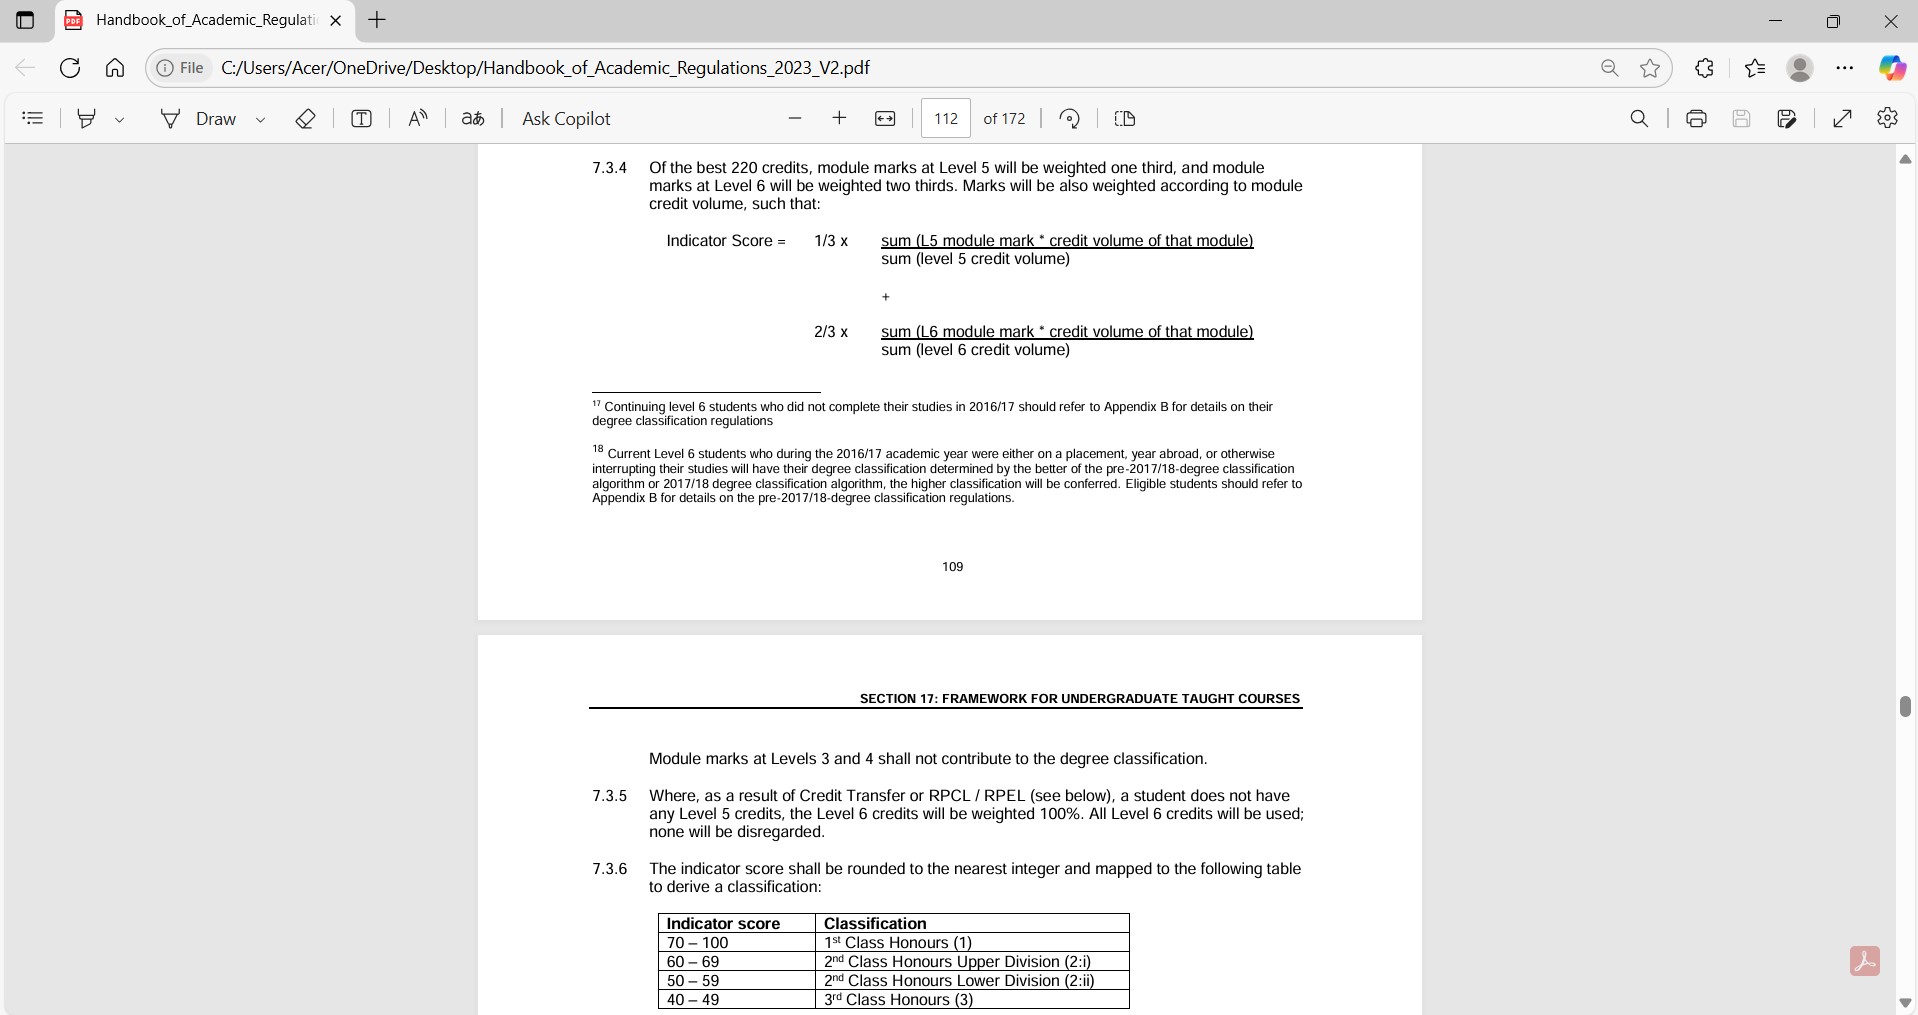 Handbook_of_Academic_Regulati
File
C:/Users/Acer/OneDrive/Desktop/Handbook_of_Academic_Regulations_2023_V2.pdf
Draw
T
A
aあ
Ask Copilot
112 of 172
7.3.4 Of the best 220 credits, module marks at Level 5 will be weighted one third, and module
marks at Level 6 will be weighted two thirds. Marks will be also weighted according to module
credit volume, such that:
Indicator Score = 1/3 x sum (L5 module mark * credit volume of that module)
sum (level 5 credit volume)
+
2/3 x sum (L6 module mark * credit volume of that module)
sum (level 6 credit volume)
17 Continuing level 6 students who did not complete their studies in 2016/17 should refer to Appendix B for details on their
degree classification regulations
18 Current Level 6 students who during the 2016/17 academic year were either on a placement, year abroad, or otherwise
interrupting their studies will have their degree classification determined by the better of the pre-2017/18-degree classification
algorithm or 2017/18 degree classification algorithm, the higher classification will be conferred. Eligible students should refer to
Appendix B for details on the pre-2017/18-degree classification regulations.
109
SECTION 17: FRAMEWORK FOR UNDERGRADUATE TAUGHT COURSES
Module marks at Levels 3 and 4 shall not contribute to the degree classification.
7.3.5 Where, as a result of Credit Transfer or RPCL / RPEL (see below), a student does not have
any Level 5 credits, the Level 6 credits will be weighted 100%. All Level 6 credits will be used;
none will be disregarded.
7.3.6 The indicator score shall be rounded to the nearest integer and mapped to the following table
to derive a classification:
Indicator score Classification
70 – 100 1st Class Honours (1)
60 – 69 2nd Class Honours Upper Division (2:i)
50 – 59 2nd Class Honours Lower Division (2:ii)
40 – 49 3rd Class Honours (3)